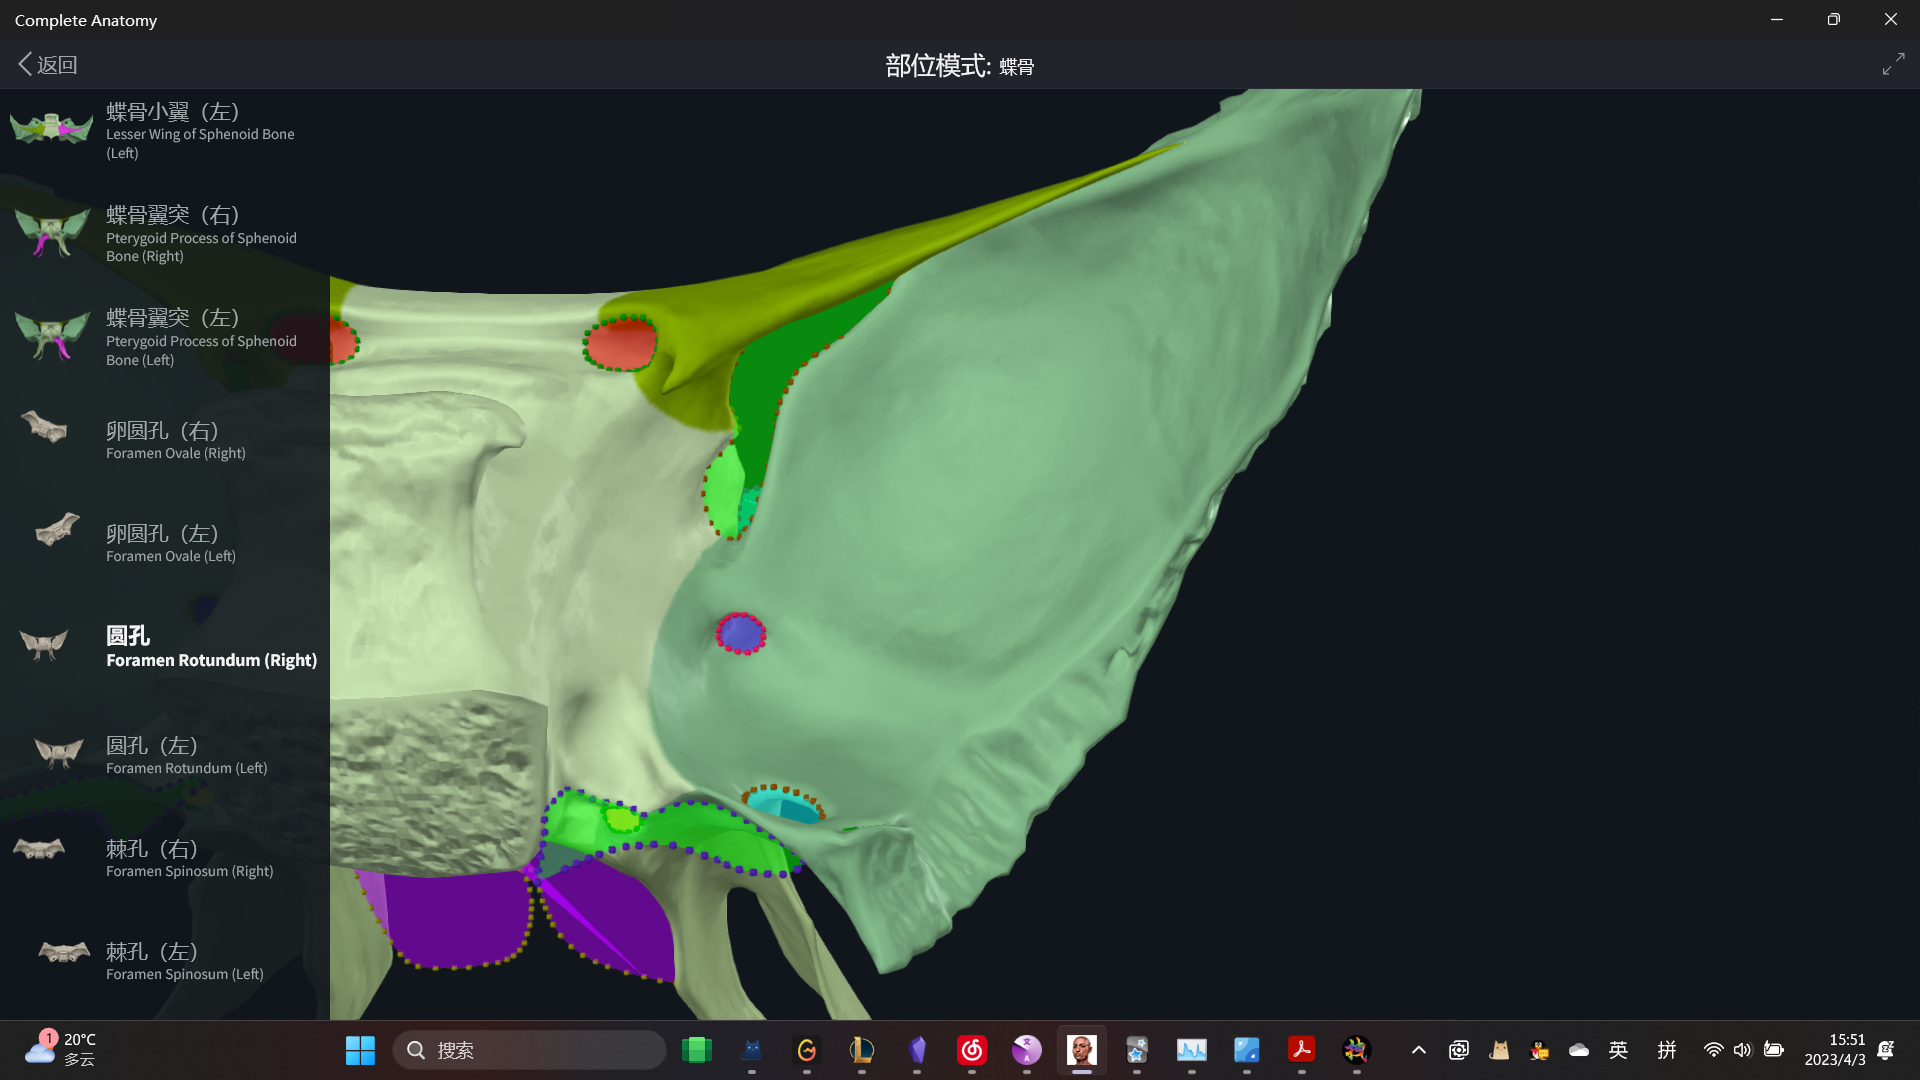 Complete Anatomy
返回
部位模式: 蝶骨
蝶骨小翼（左）
Lesser Wing of Sphenoid Bone
(Left)
蝶骨翼突（右）
Pterygoid Process of Sphenoid
Bone (Right)
蝶骨翼突（左）
Pterygoid Process of Sphenoid
Bone (Left)
卵圆孔（右）
Foramen Ovale (Right)
卵圆孔（左）
Foramen Ovale (Left)
圆孔
Foramen Rotundum (Right)
圆孔（左）
Foramen Rotundum (Left)
棘孔（右）
Foramen Spinosum (Right)
棘孔（左）
Foramen Spinosum (Left)
1
20°C
多云
搜索
英
拼
15:51
2023/4/3